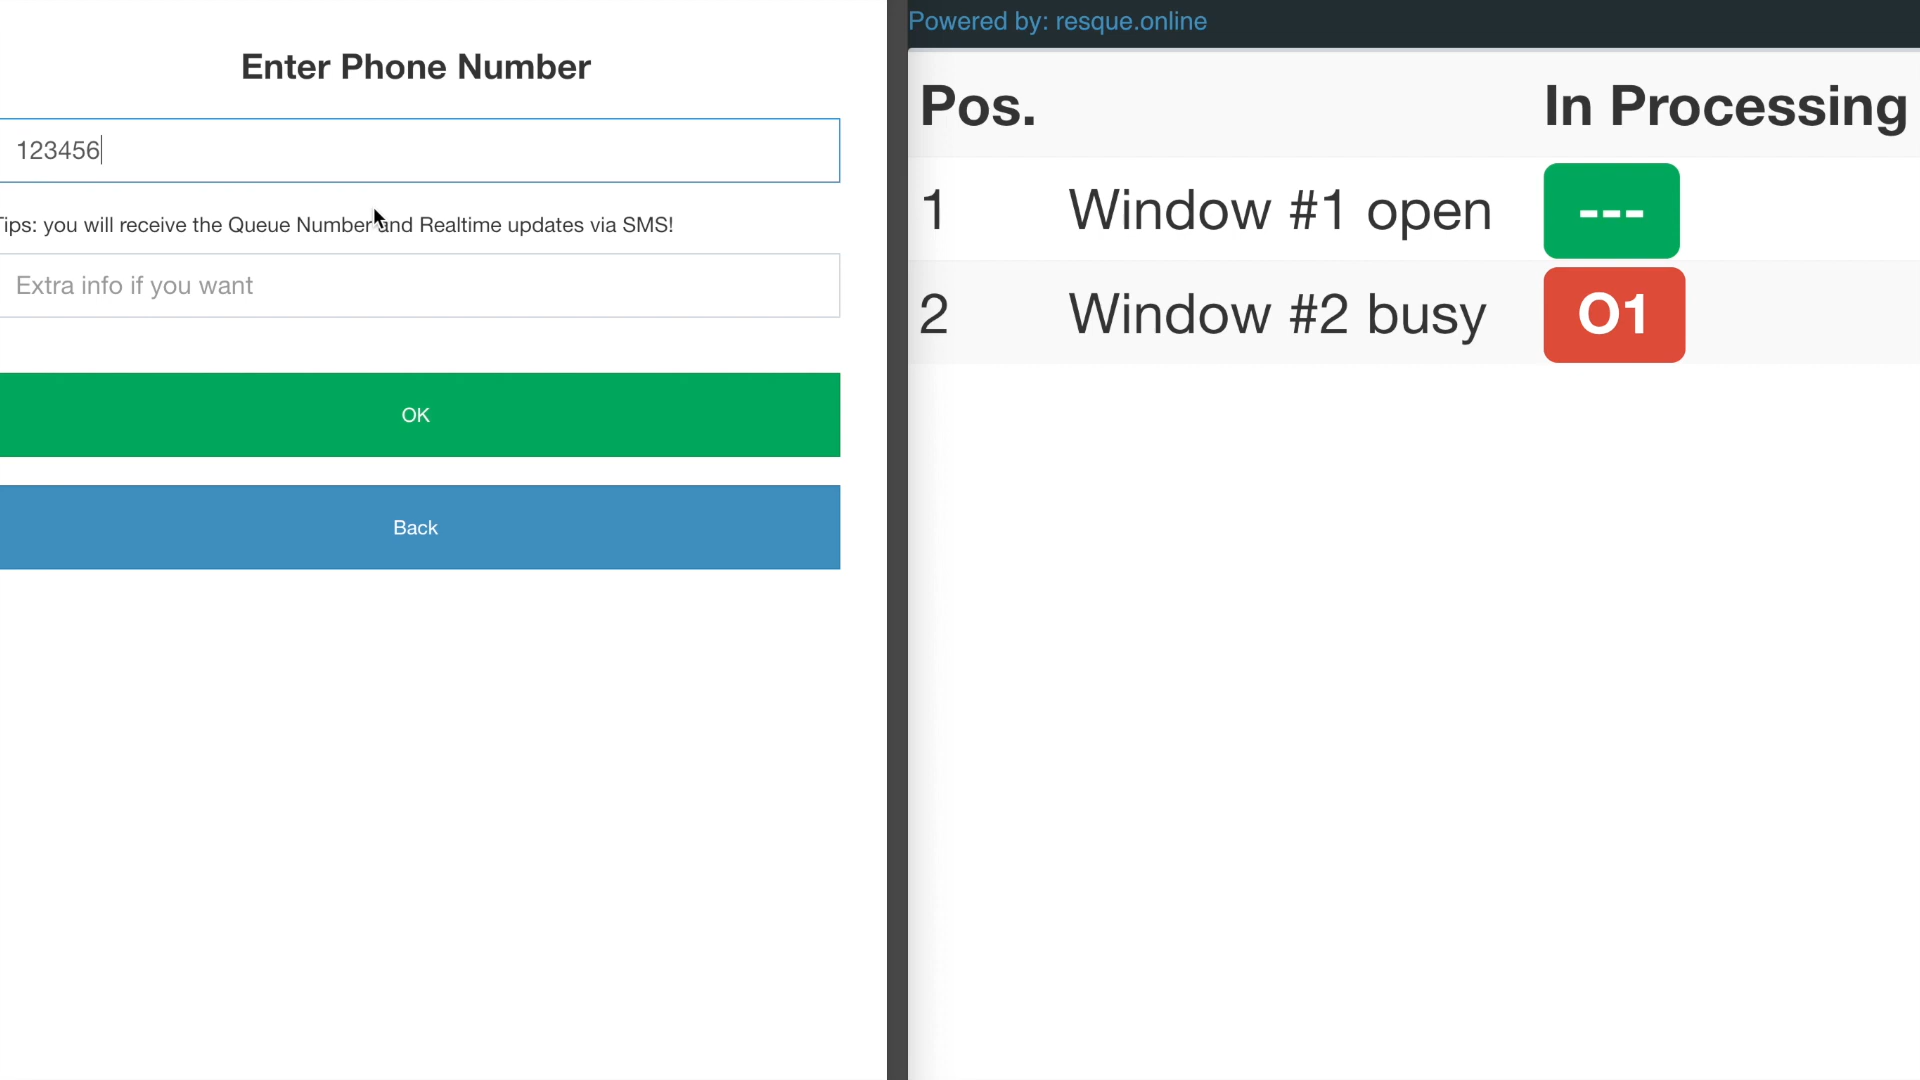 Enter Phone Number
123456
Tips: you will receive the Queue Number and Realtime updates via SMS!
Extra info if you want
OK
Back
Powered by: resque.online
Pos. In Processing
1 Window #1 open ---
2 Window #2 busy O1